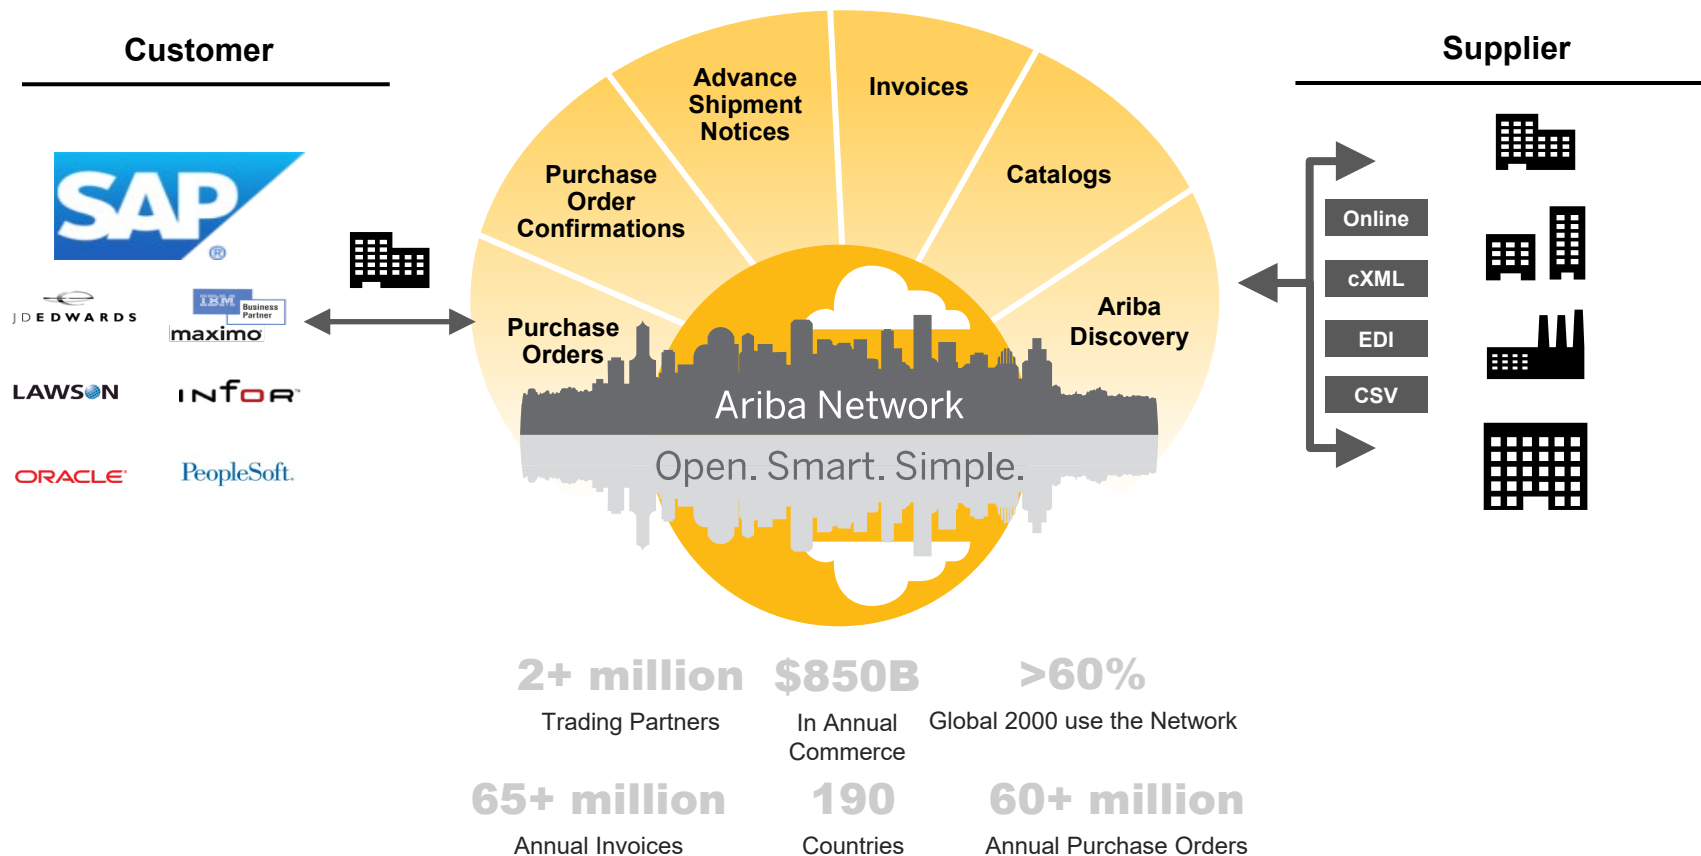 Customer
Supplier
SAP
®
JDEDWARDS
IBM
Business
Partner
maximo
LAWSON
INFOR™
ORACLE®
PeopleSoft.
Purchase
Orders
Purchase
Order
Confirmations
Advance
Shipment
Notices
Invoices
Catalogs
Ariba
Discovery
Ariba Network
Open. Smart. Simple.
Online
cXML
EDI
CSV
2+ million
Trading Partners
$850B
In Annual
Commerce
>60%
Global 2000 use the Network
65+ million
Annual Invoices
190
Countries
60+ million
Annual Purchase Orders